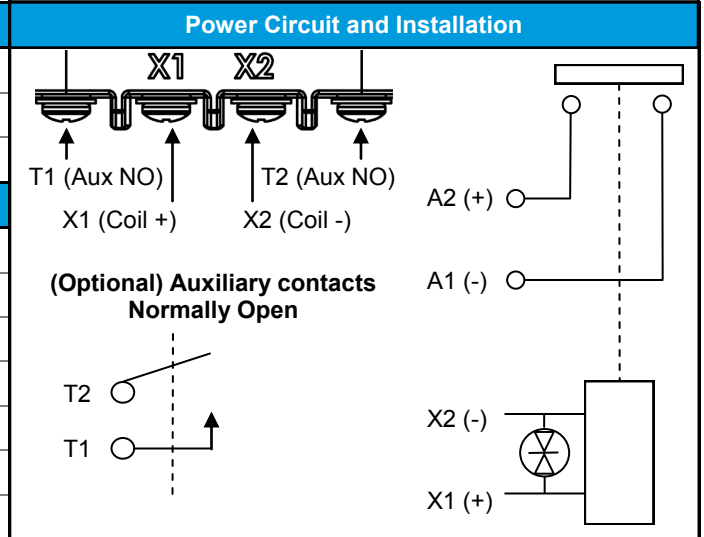 Power Circuit and Installation
X1 X2
T1 (Aux NO) T2 (Aux NO)
X1 (Coil +) X2 (Coil -)
(Optional) Auxiliary contacts
Normally Open
T2
T1
A2 (+)
A1 (-)
X2 (-)
X1 (+)